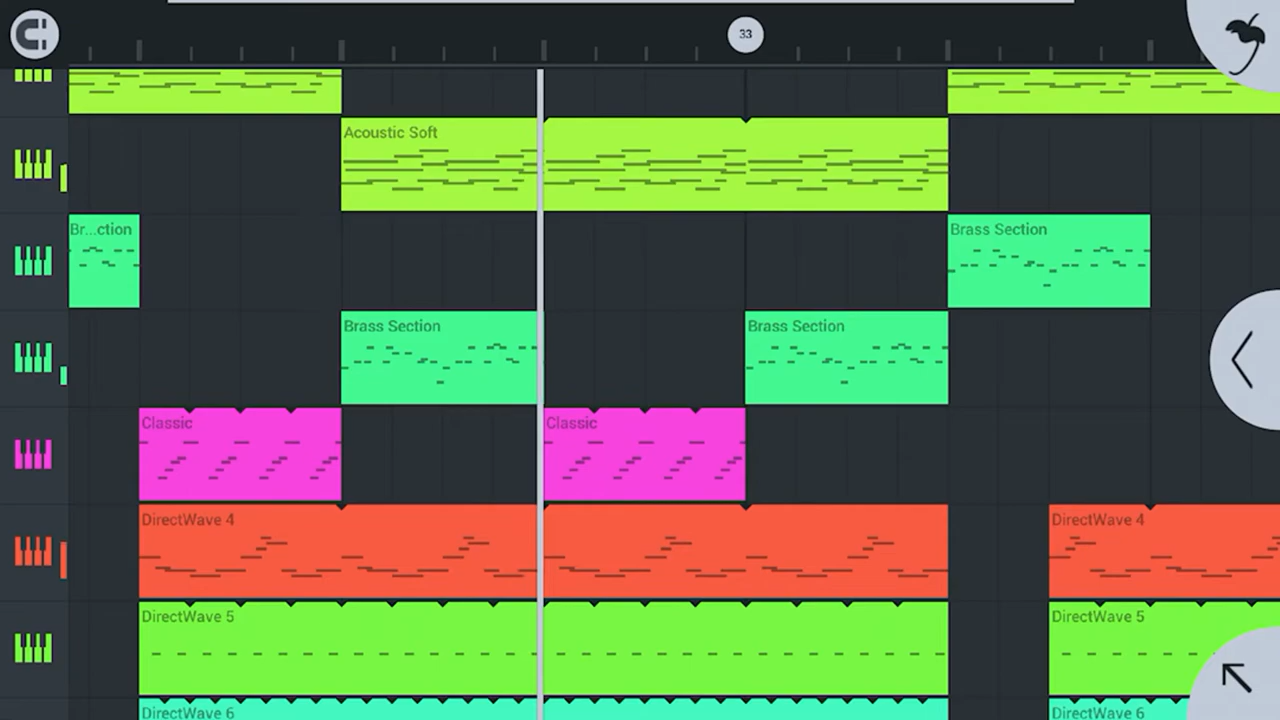 33
Acoustic Soft
Br...ction
Brass Section
Brass Section
Brass Section
Classic
Classic
DirectWave 4
DirectWave 4
DirectWave 5
DirectWave 5
DirectWave 6
DirectWave 6